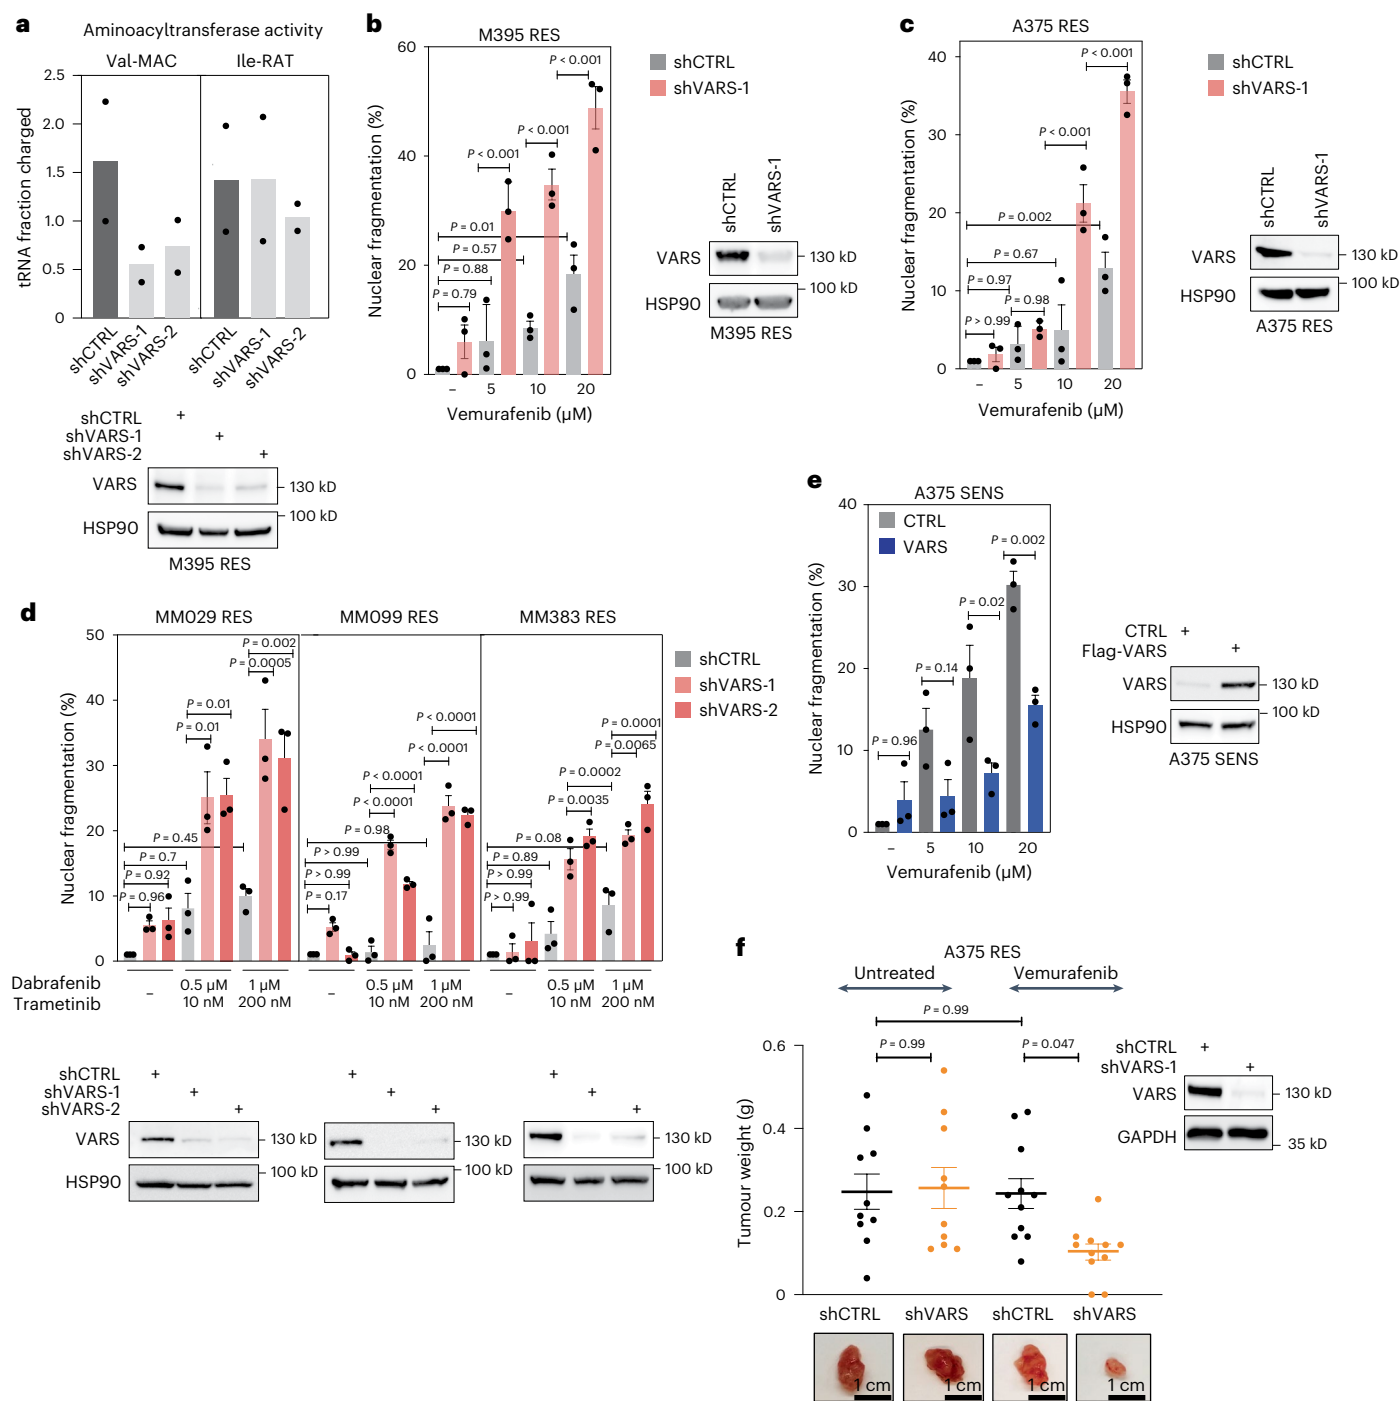 a
Aminoacyltransferase activity
Val-MAC
Ile-RAT
tRNA fraction charged
2.5
2.0
1.5
1.0
0.5
0
shCTRL
shVARS-1
shVARS-2
shCTRL
shVARS-1
shVARS-2
shCTRL +
shVARS-1 +
shVARS-2 +
VARS
130 kD
100 kD
HSP90
M395 RES
b
M395 RES
Nuclear fragmentation (%)
60
40
20
0
P < 0.001
P < 0.001
P < 0.001
P = 0.01
P = 0.57
P = 0.88
P = 0.79
– 5 10 20
Vemurafenib (µM)
shCTRL
shVARS-1
shCTRL
shVARS-1
VARS
130 kD
100 kD
HSP90
M395 RES
c
A375 RES
Nuclear fragmentation (%)
40
30
20
10
0
P < 0.001
P < 0.001
P = 0.002
P = 0.67
P = 0.97
P = 0.98
P > 0.99
– 5 10 20
Vemurafenib (µM)
shCTRL
shVARS-1
shCTRL
shVARS-1
VARS
130 kD
100 kD
HSP90
A375 RES
d
MM029 RES
MM099 RES
MM383 RES
Nuclear fragmentation (%)
50
40
30
20
10
0
P = 0.002
P = 0.0005
P = 0.01
P = 0.01
P = 0.45
P = 0.7
P = 0.92
P = 0.96
P < 0.0001
P < 0.0001
P < 0.0001
P < 0.0001
P = 0.98
P > 0.99
P > 0.99
P = 0.17
P = 0.0001
P = 0.0065
P = 0.0002
P = 0.0035
P = 0.08
P = 0.89
P > 0.99
P > 0.99
shCTRL
shVARS-1
shVARS-2
Dabrafenib
Trametinib
–
0.5 µM
10 nM
1 µM
200 nM
–
0.5 µM
10 nM
1 µM
200 nM
–
0.5 µM
10 nM
1 µM
200 nM
shCTRL + + +
shVARS-1 + + +
shVARS-2 + + +
VARS
130 kD
130 kD
130 kD
100 kD
100 kD
100 kD
HSP90
e
A375 SENS
Nuclear fragmentation (%)
40
30
20
10
0
CTRL
VARS
P = 0.002
P = 0.02
P = 0.14
P = 0.96
– 5 10 20
Vemurafenib (µM)
CTRL +
Flag-VARS +
VARS
130 kD
100 kD
HSP90
A375 SENS
f
A375 RES
Untreated
Vemurafenib
P = 0.99
P = 0.99
P = 0.047
Tumour weight (g)
0.6
0.4
0.2
0
shCTRL
shVARS
shCTRL
shVARS
1 cm
1 cm
1 cm
1 cm
shCTRL +
shVARS-1 +
VARS
130 kD
GAPDH
35 kD